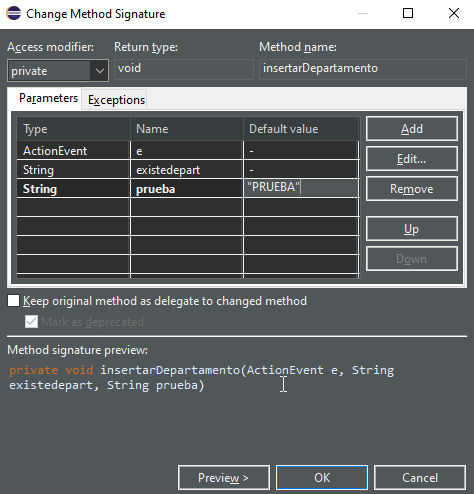 Change Method Signature
Access modifier: Return type: Method name:
private void insertarDepartamento
Parameters Exceptions
Type Name Default value
ActionEvent e -
String existedepart -
String prueba "PRUEBA"
Add
Edit...
Remove
Up
Down
Keep original method as delegate to changed method
Mark as deprecated
Method signature preview:
private void insertarDepartamento(ActionEvent e, String
existedepart, String prueba)
Preview > OK Cancel